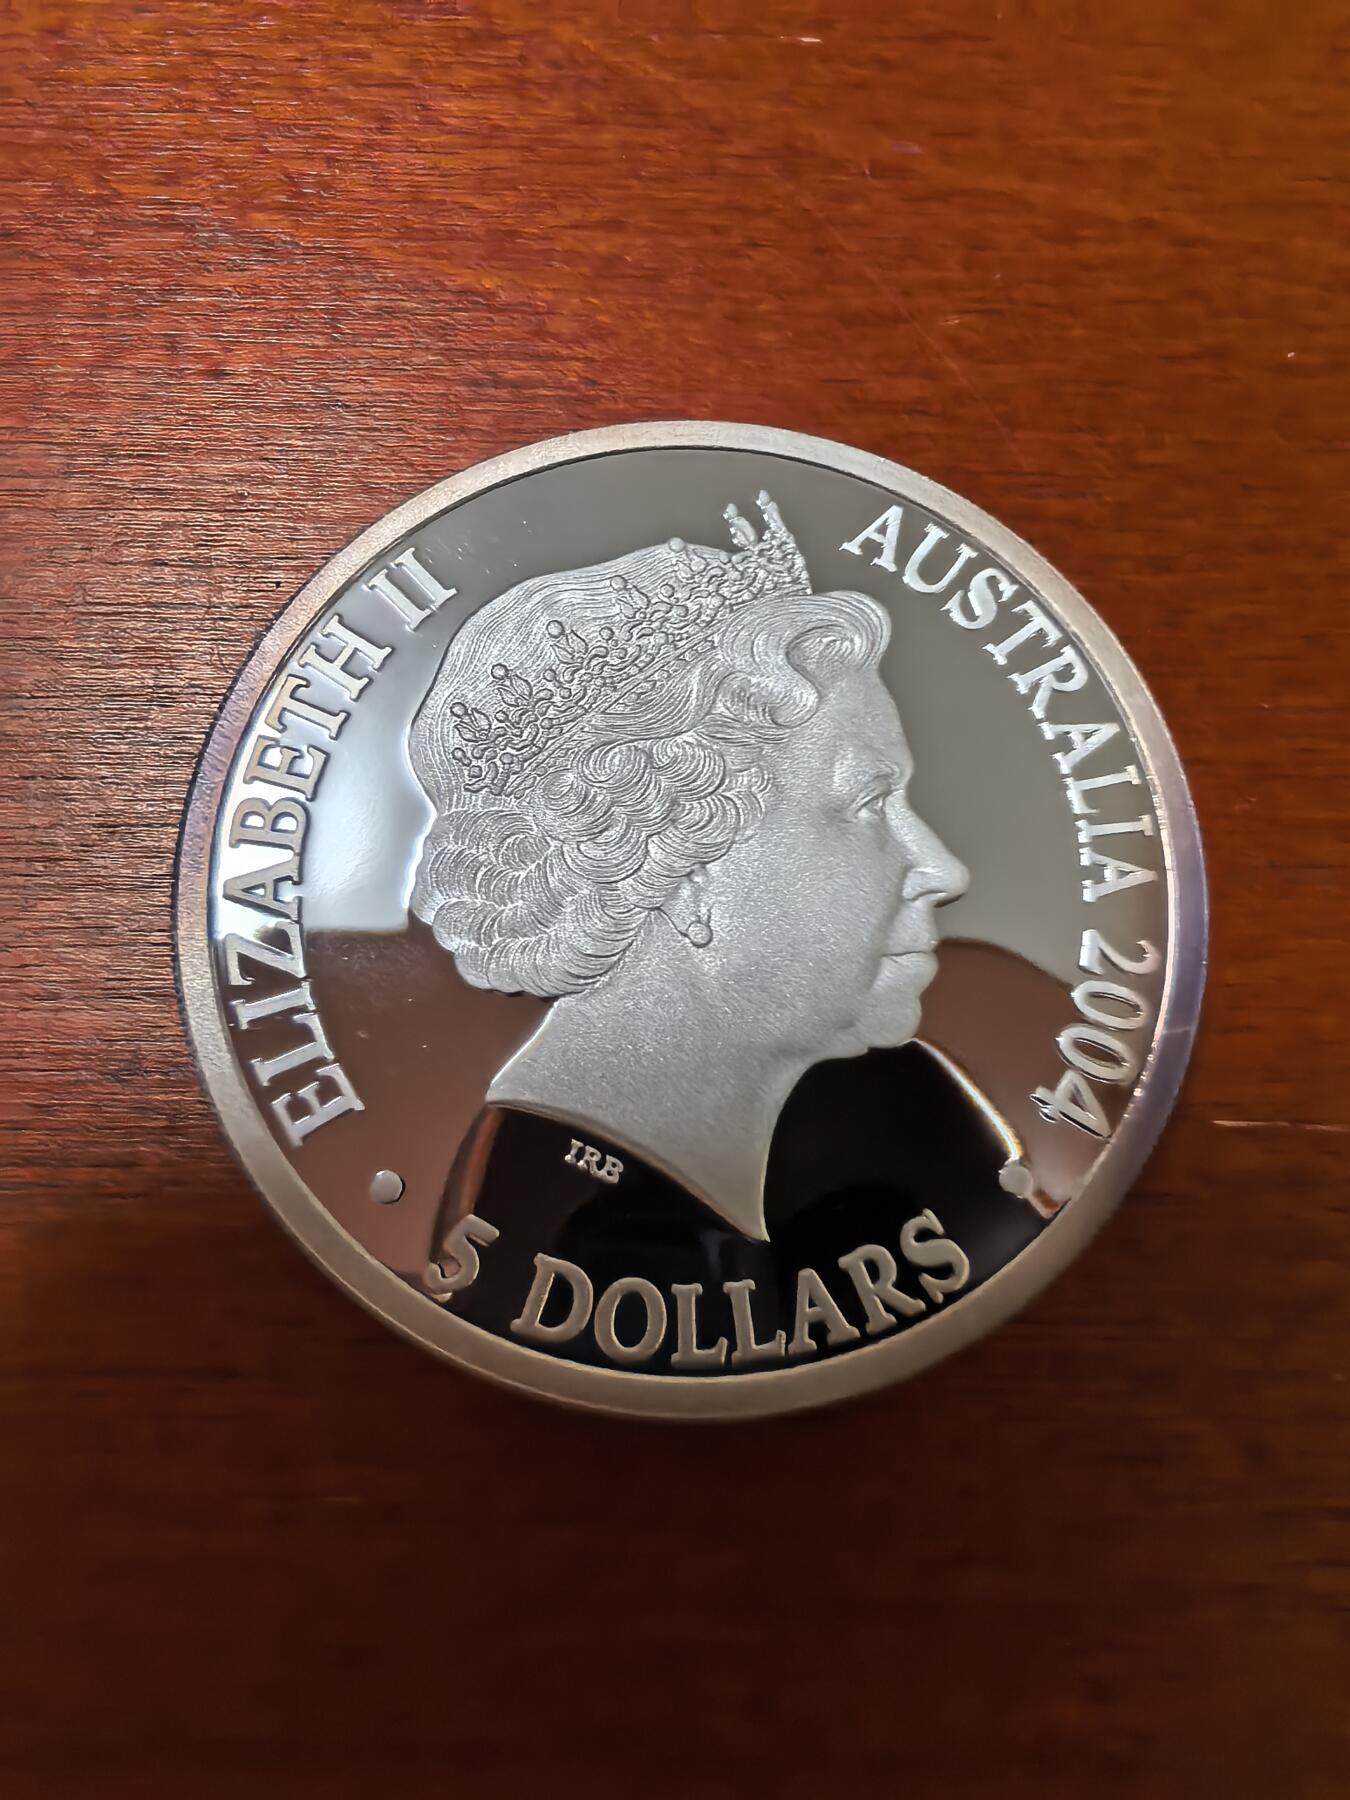 ELIZABETH II
AUSTRALIA 2004
IRB
5 DOLLARS